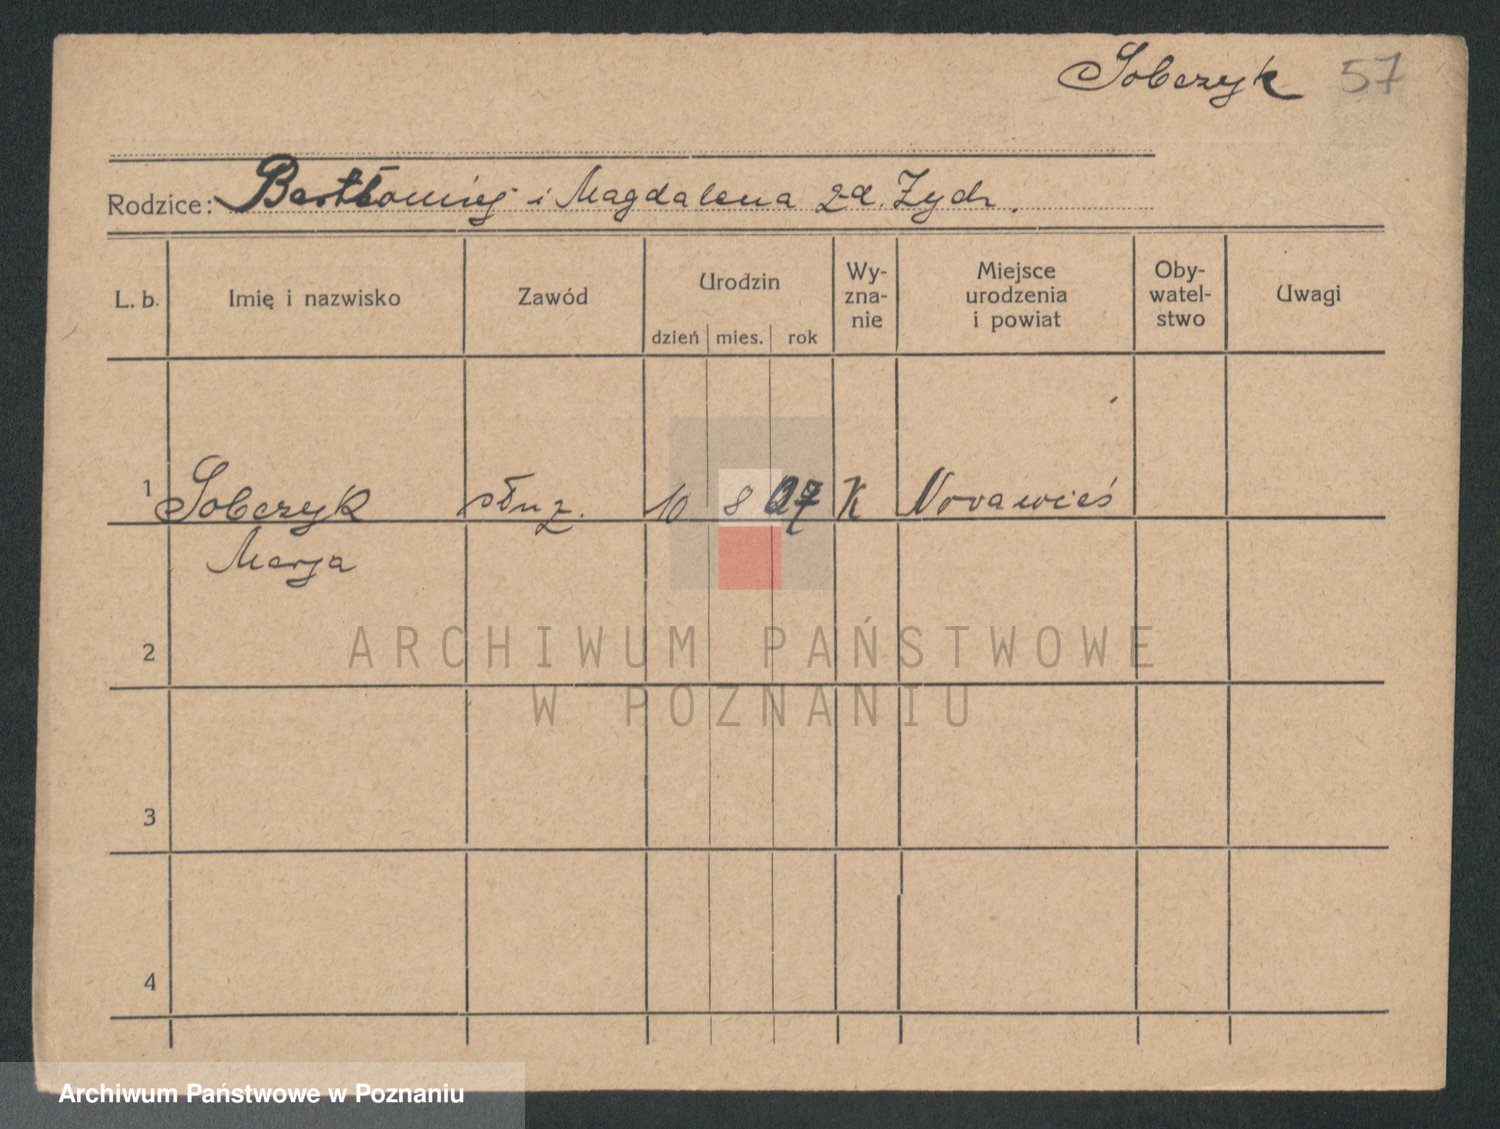 Sobczyk 57
Rodzice: Bartłomiej i Magdalena zd. Zych.
L. b. Imię i nazwisko Zawód Urodzin dzień mies. rok Wy- zna- nie Miejsce urodzenia i powiat Oby- watel- stwo Uwagi
1 Sobczyk służ. 10 8 07 K Nowawieś
Marja
2
ARCHIWUM PAŃSTWOWE
W POZNANIU
3
4
Archiwum Państwowe w Poznaniu